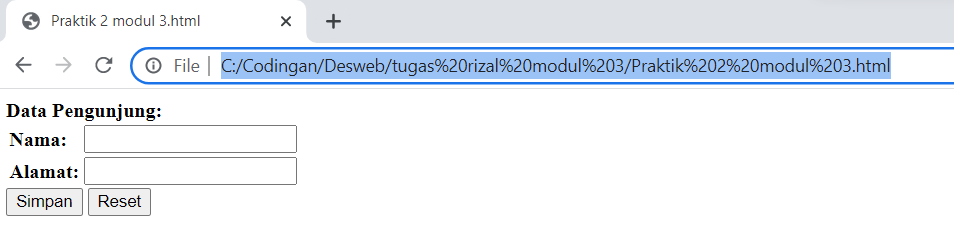 Praktik 2 modul 3.html
File C:/Codingan/Desweb/tugas%20rizal%20modul%203/Praktik%202%20modul%203.html
Data Pengunjung:
Nama:
Alamat:
Simpan Reset